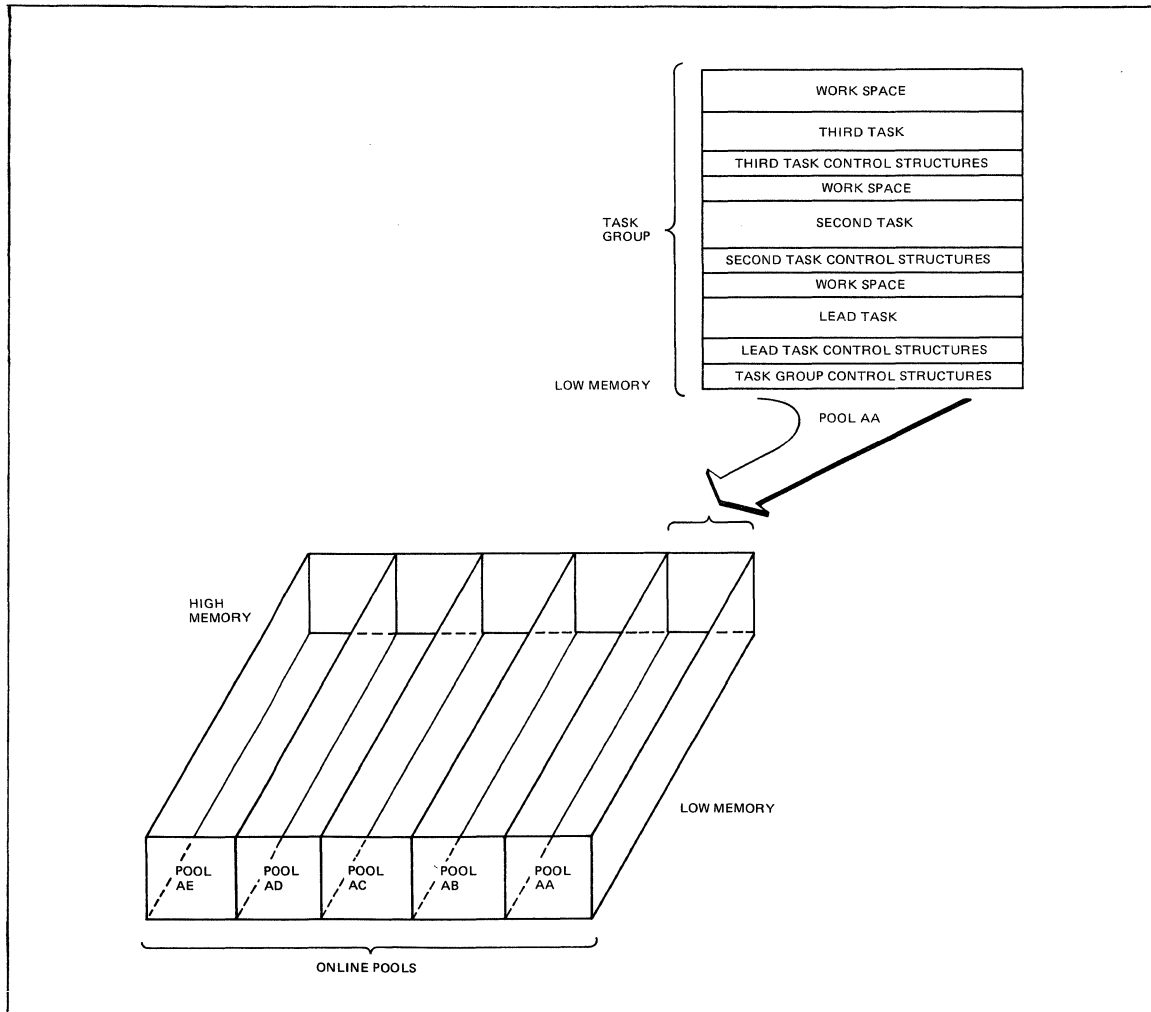 WORK SPACE
THIRD TASK
THIRD TASK CONTROL STRUCTURES
WORK SPACE
SECOND TASK
SECOND TASK CONTROL STRUCTURES
WORK SPACE
LEAD TASK
LEAD TASK CONTROL STRUCTURES
TASK GROUP CONTROL STRUCTURES
TASK
GROUP
LOW MEMORY
POOL AA
HIGH
MEMORY
LOW MEMORY
POOL
AE
POOL
AD
POOL
AC
POOL
AB
POOL
AA
ONLINE POOLS